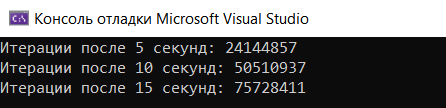 Консоль отладки Microsoft Visual Studio
Итерации после 5 секунд: 24144857
Итерации после 10 секунд: 50510937
Итерации после 15 секунд: 75728411